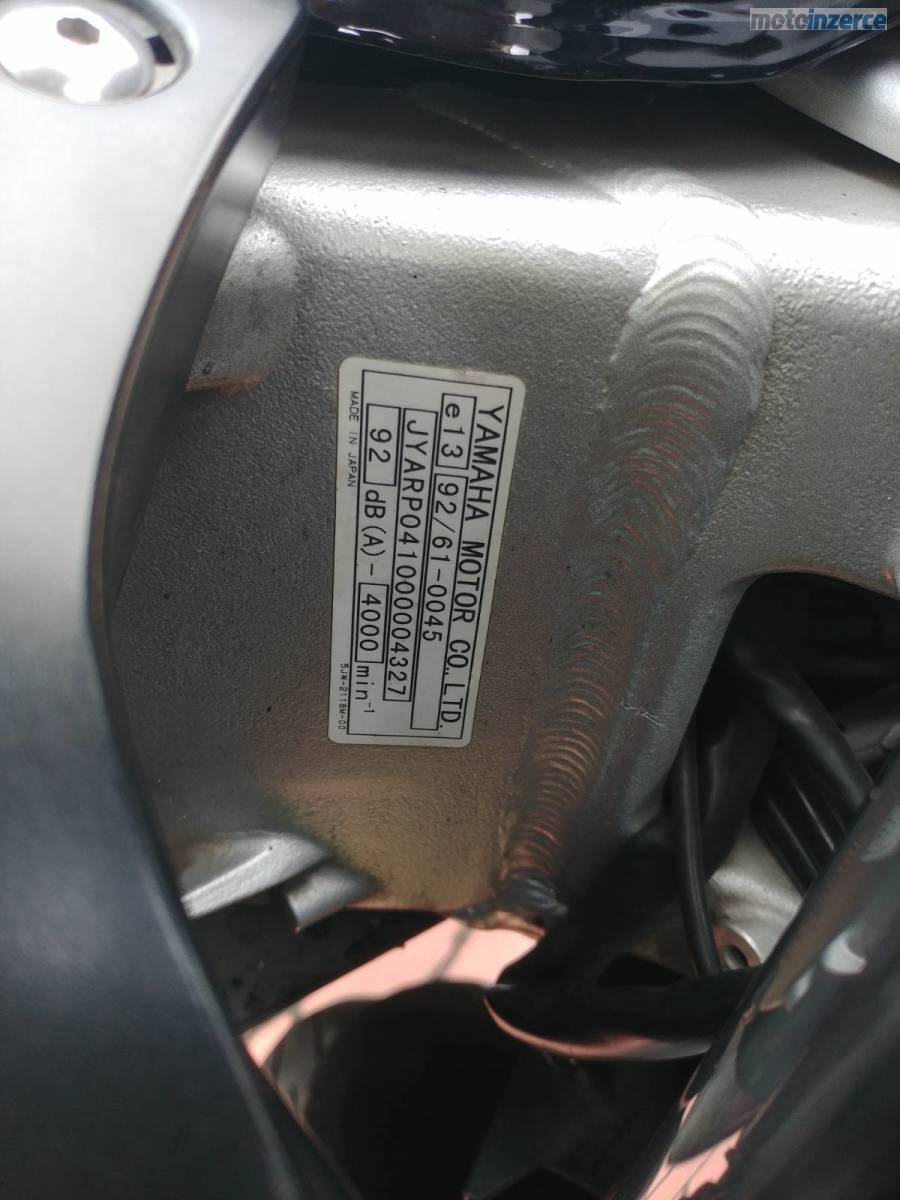 motoinzerce
YAMAHA MOTOR CO.,LTD.
e13 92/61-0045
JYARP041000004327
92 dB(A)- 4000 min-1
MADE IN JAPAN 5JW-2118M-00